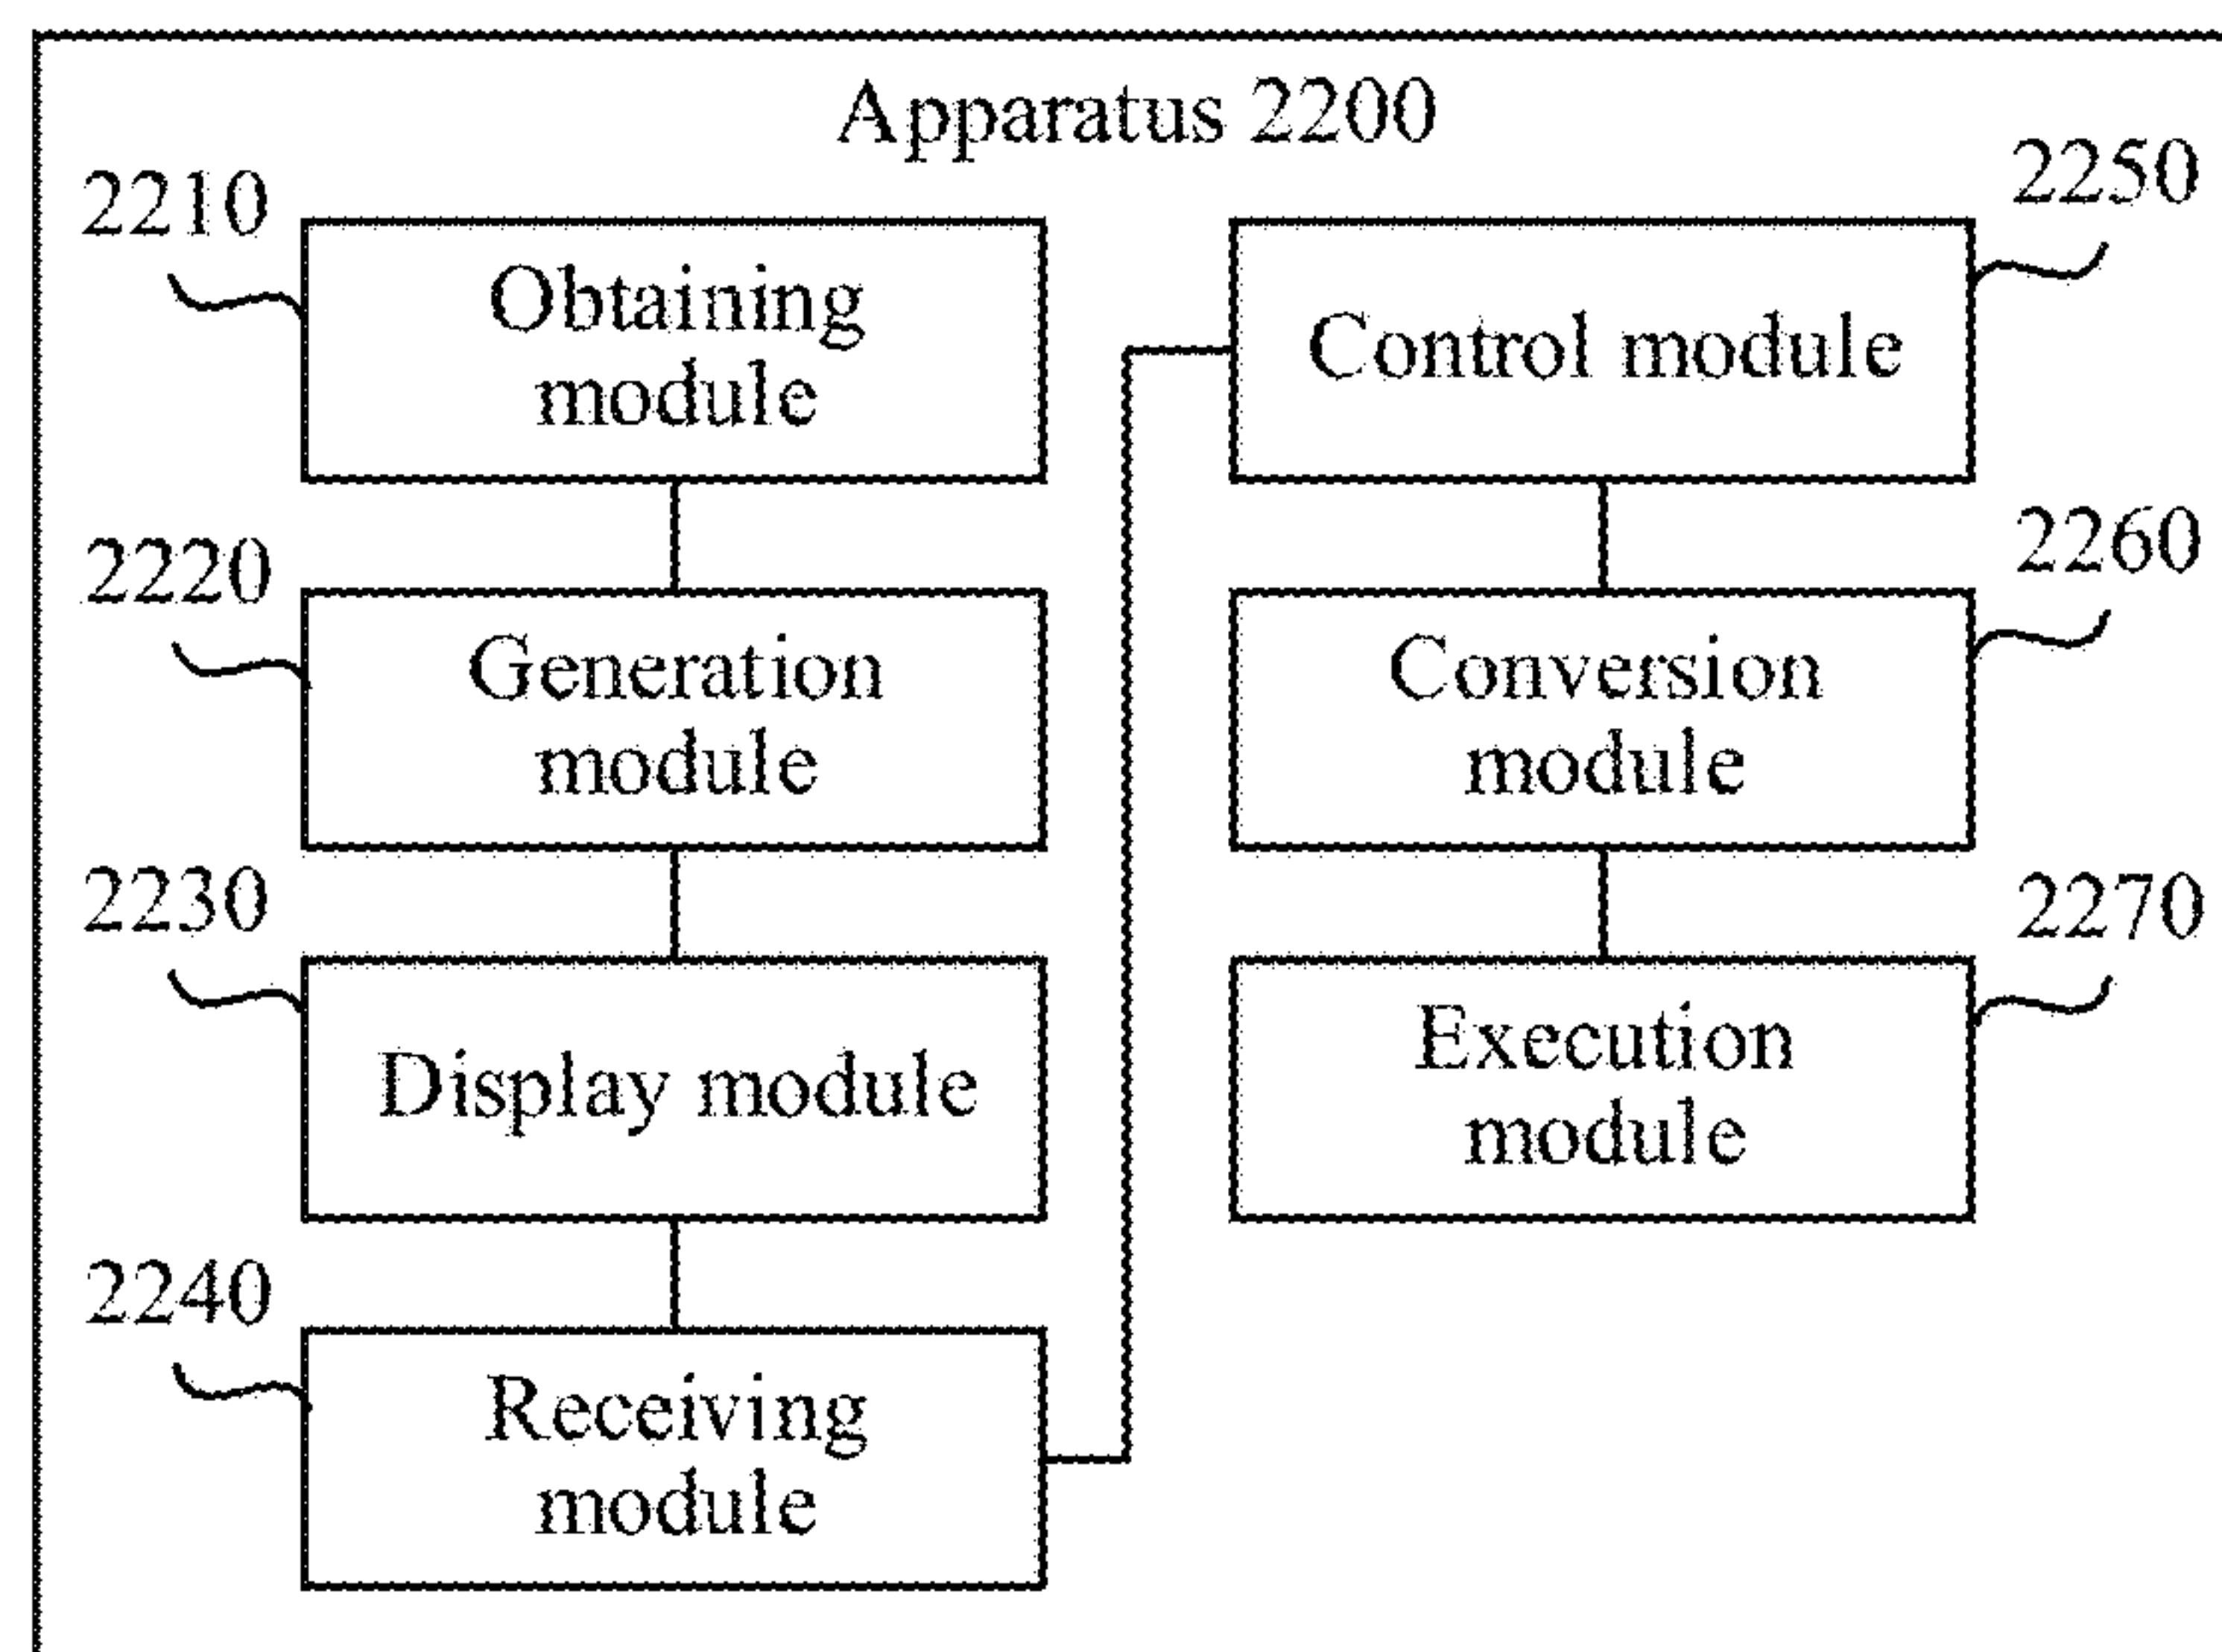 Apparatus 2200
2210
Obtaining
module
2220
Generation
module
2230
Display module
2240
Receiving
module
2250
Control module
2260
Conversion
module
2270
Execution
module